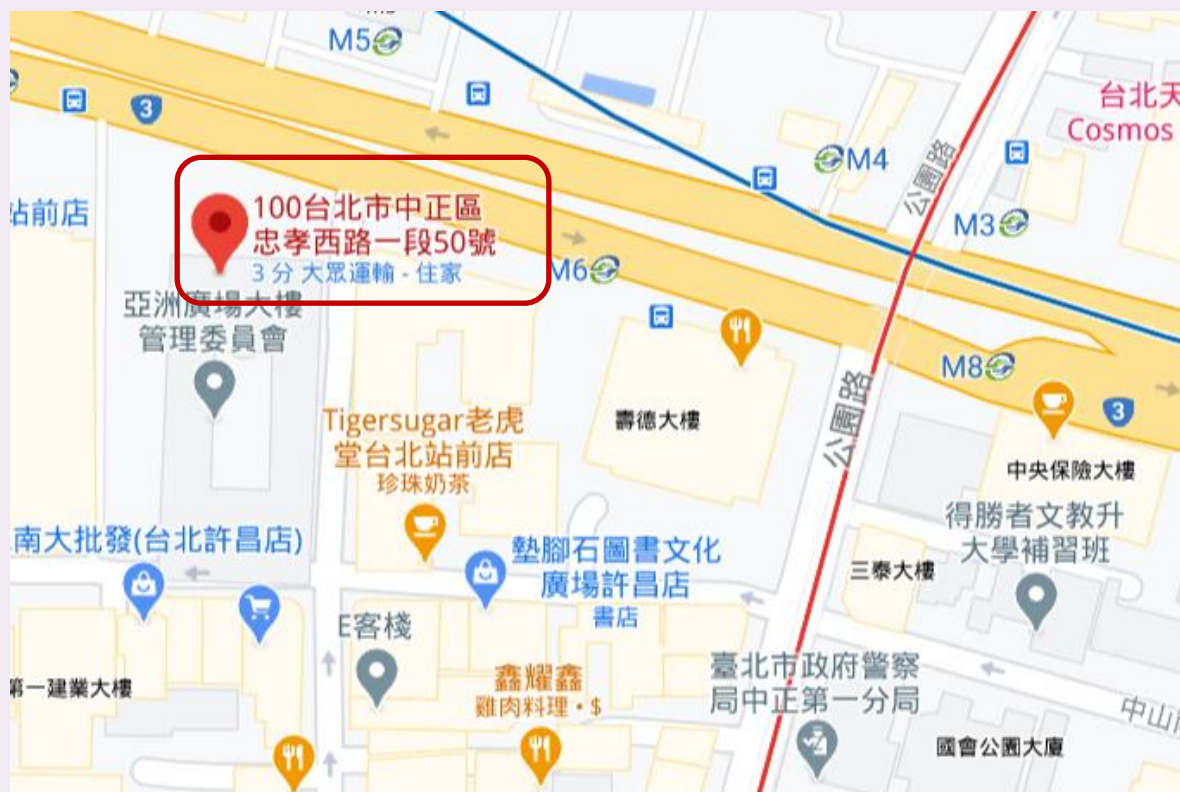 M5
3
台北天
Cosmos
M4
公園路
站前店
100台北市中正區
忠孝西路一段50號
3 分 大眾運輸 - 住家
M3
M6
亞洲廣場大樓
管理委員會
M8
3
公園路
Tigersugar老虎
堂台北站前店
珍珠奶茶
壽德大樓
中央保險大樓
得勝者文教升
大學補習班
南大批發(台北許昌店)
墊腳石圖書文化
廣場許昌店
書店
三泰大樓
E客棧
第一建業大樓
鑫耀鑫
雞肉料理・$
臺北市政府警察
局中正第一分局
中山
國會公園大廈